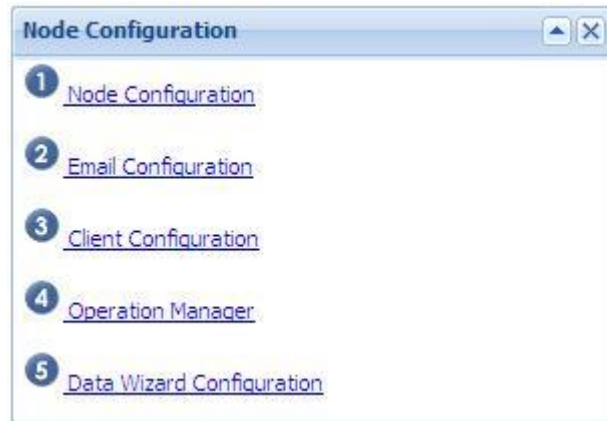 Node Configuration
1 Node Configuration
2 Email Configuration
3 Client Configuration
4 Operation Manager
5 Data Wizard Configuration